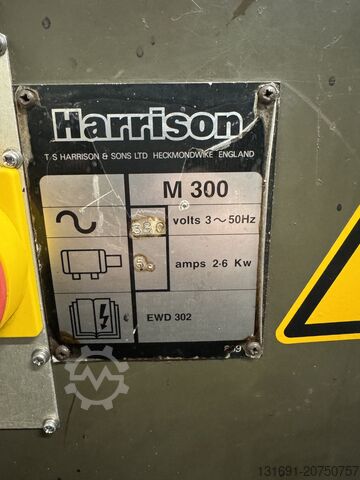 Harrison
T S HARRISON & SONS LTD HECKMONDWIKE ENGLAND
M 300
volts 3~50Hz
amps 2·6 Kw
EWD 302
131691-20750757